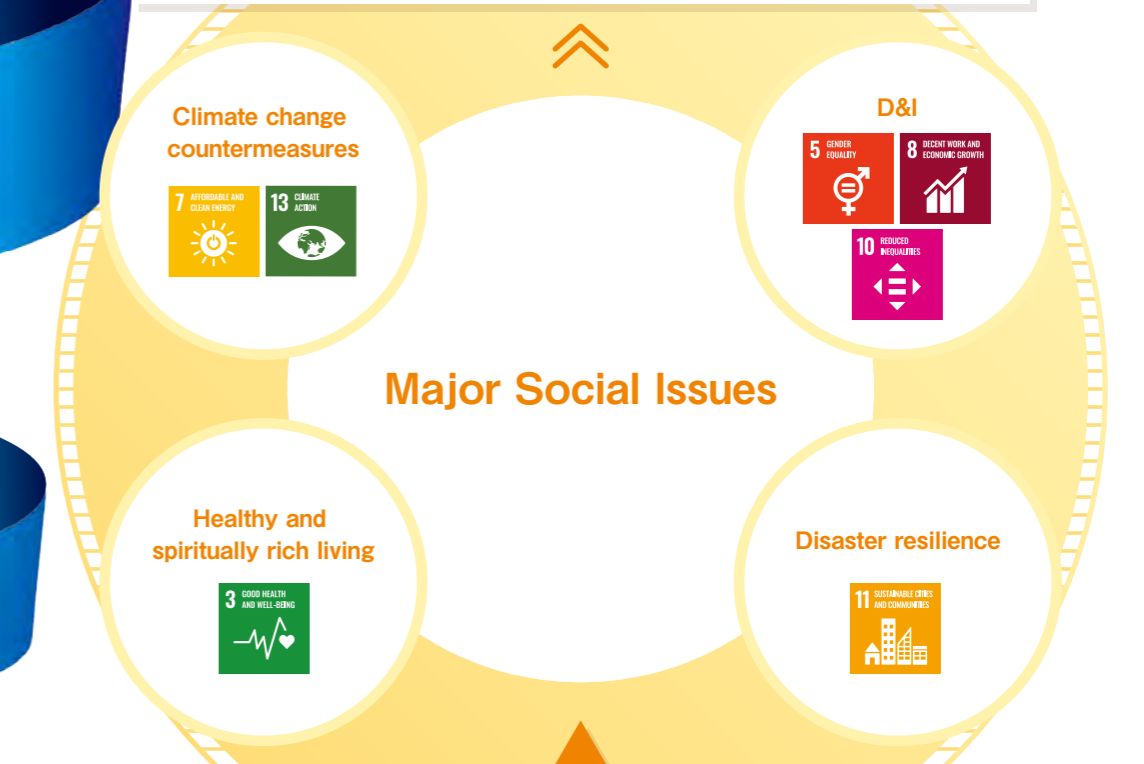 Climate change
countermeasures
7 AFFORDABLE AND
CLEAN ENERGY
13 CLIMATE
ACTION
D&I
5 GENDER
EQUALITY
8 DECENT WORK AND
ECONOMIC GROWTH
10 REDUCED
INEQUALITIES
Major Social Issues
Healthy and
spiritually rich living
3 GOOD HEALTH
AND WELL-BEING
Disaster resilience
11 SUSTAINABLE CITIES
AND COMMUNITIES